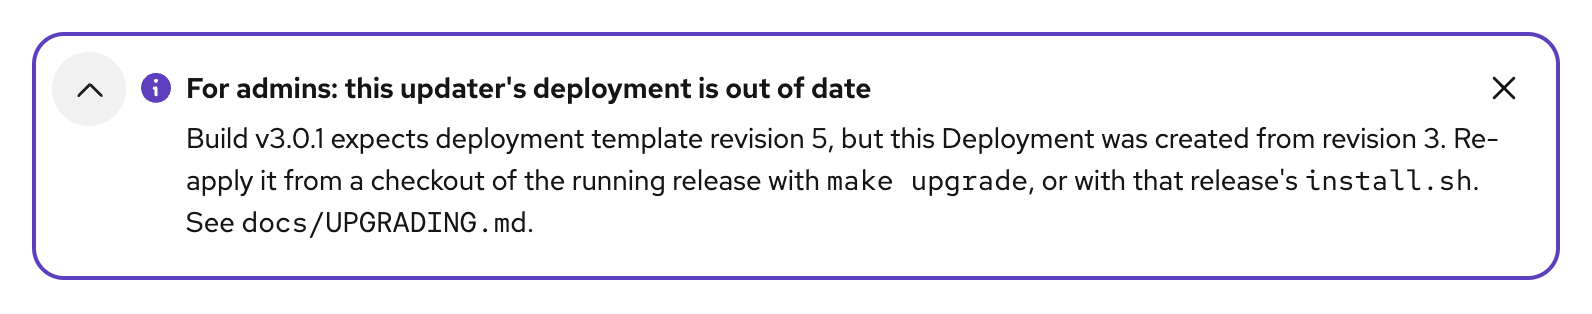 For admins: this updater's deployment is out of date
Build v3.0.1 expects deployment template revision 5, but this Deployment was created from revision 3. Re-
apply it from a checkout of the running release with make upgrade, or with that release's install.sh.
See docs/UPGRADING.md.